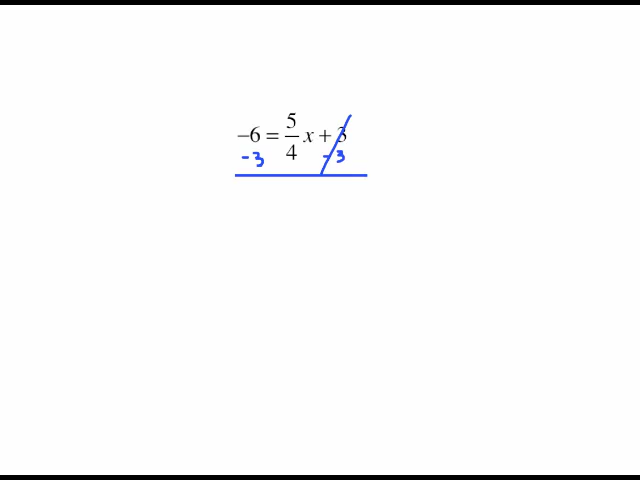 −6 = 5/4 x + 3
-3 -3